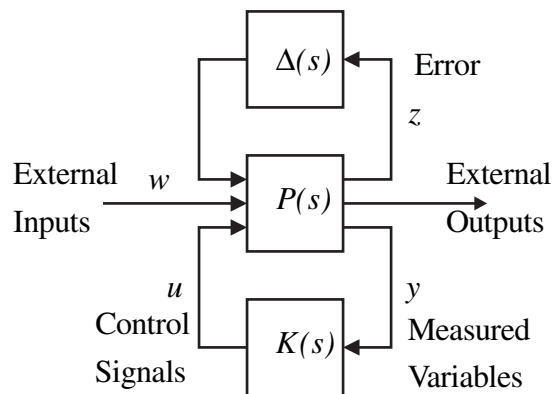 Δ(s)
Error
z
External
Inputs
w
P(s)
External
Outputs
u
Control
Signals
K(s)
y
Measured
Variables